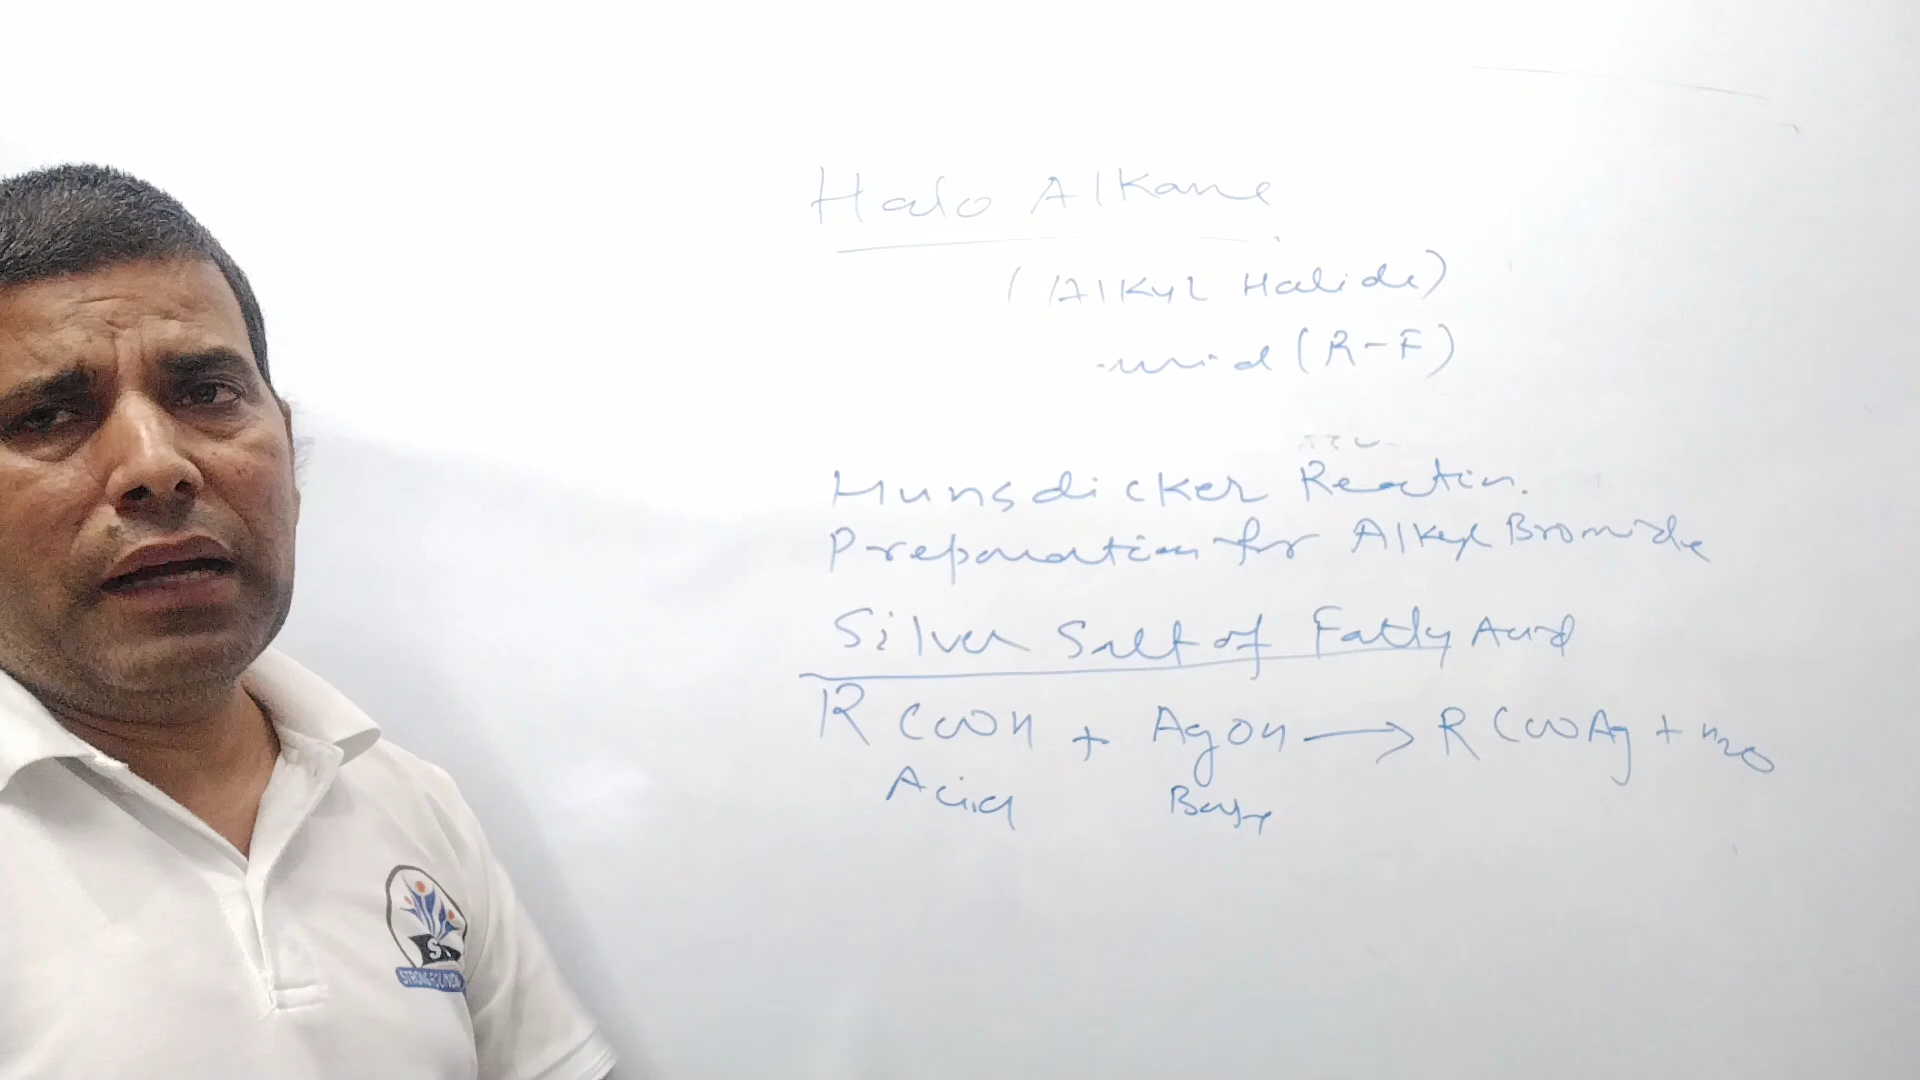 Halo Alkane
(Alkyl Halide)
(R-F)
Hunsdicker Reaction.
Preparation for Alkyl Bromide
Silver Salt of Fatty Acid
RCOOH + AgOH → RCOOAg + H2O
Acid Base
S